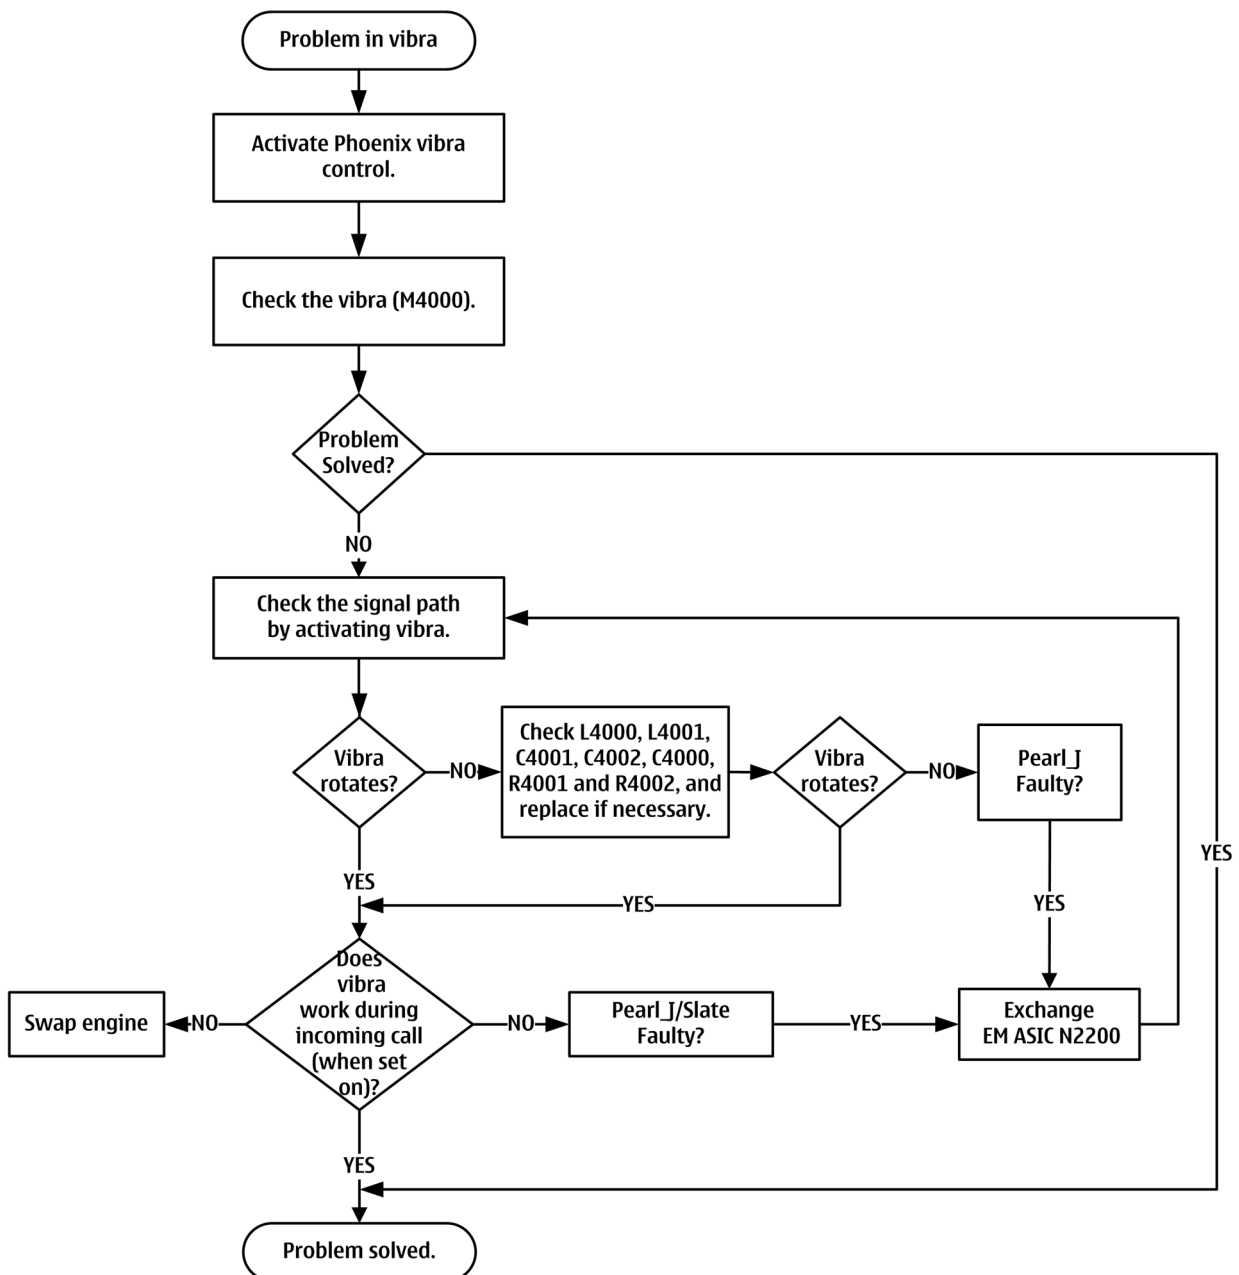 Problem in vibra
Activate Phoenix vibra
control.
Check the vibra (M4000).
Problem
Solved?
NO
YES
Check the signal path
by activating vibra.
Vibra
rotates?
NO
Check L4000, L4001,
C4001, C4002, C4000,
R4001 and R4002, and
replace if necessary.
Vibra
rotates?
NO
Pearl_J
Faulty?
YES
YES
YES
Does
vibra
work during
incoming call
(when set
on)?
NO
Swap engine
NO
Pearl_J/Slate
Faulty?
YES
Exchange
EM ASIC N2200
YES
Problem solved.